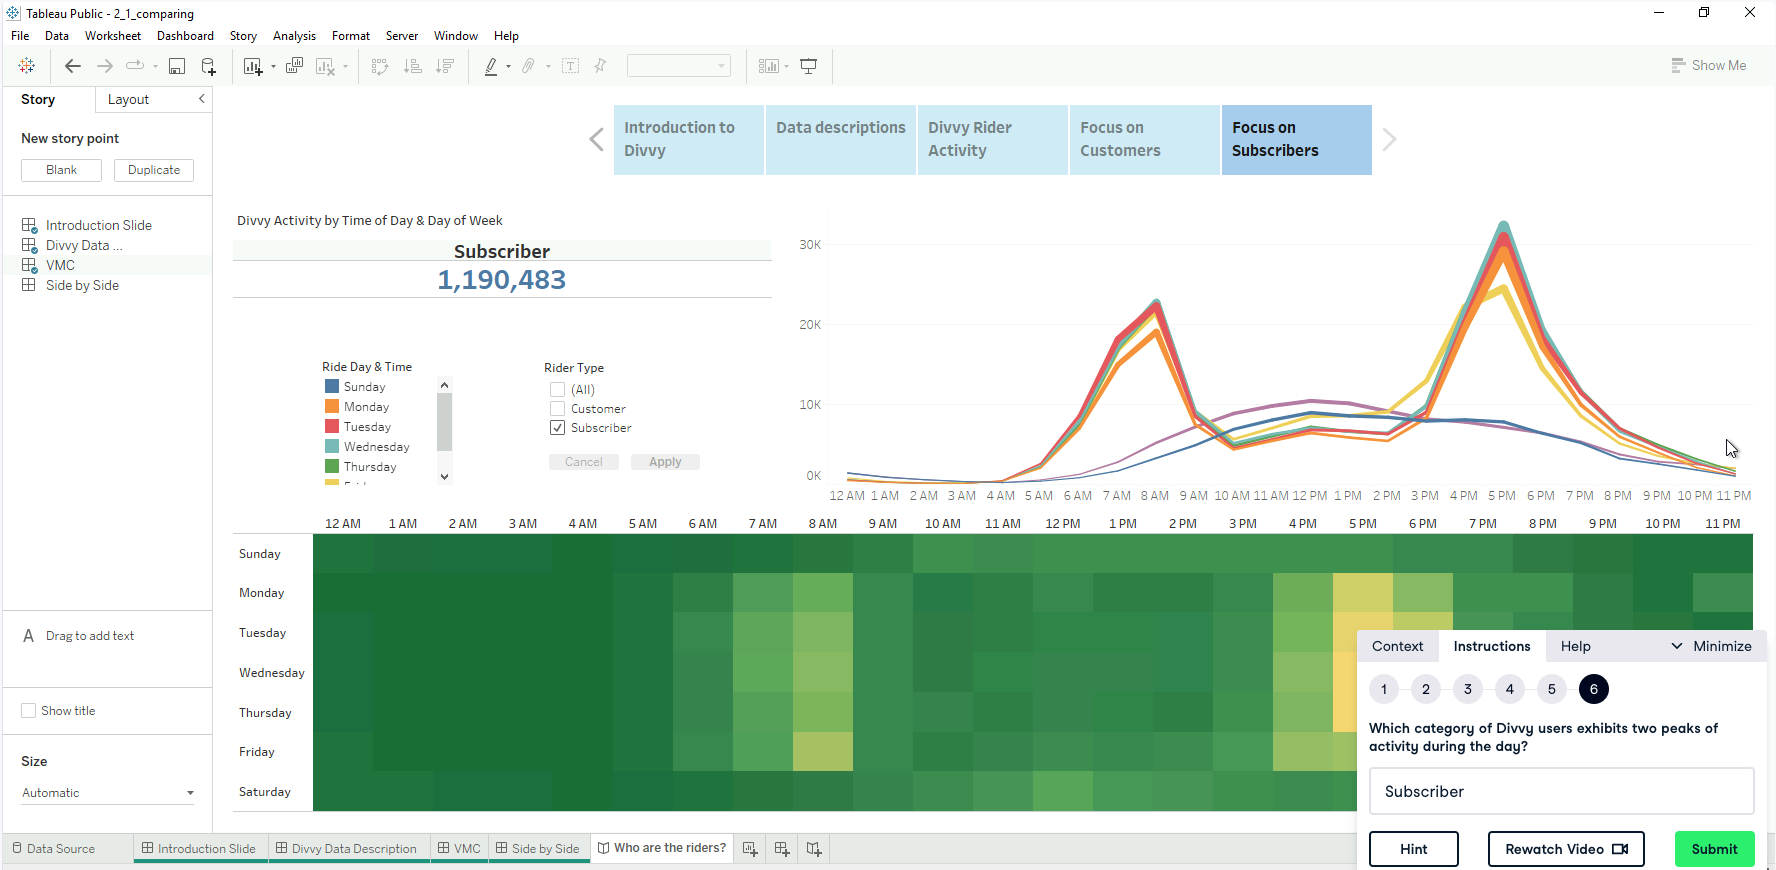 Tableau Public - 2_1_comparing
File Data Worksheet Dashboard Story Analysis Format Server Window Help
Show Me
Story Layout
New story point
Blank Duplicate
Introduction Slide
Divvy Data ...
VMC
Side by Side
A Drag to add text
Show title
Size
Automatic
Introduction to Divvy
Data descriptions
Divvy Rider Activity
Focus on Customers
Focus on Subscribers
Divvy Activity by Time of Day & Day of Week
Subscriber
1,190,483
Ride Day & Time
Sunday
Monday
Tuesday
Wednesday
Thursday
Rider Type
(All)
Customer
Subscriber
Cancel Apply
30K
20K
10K
0K
12 AM 1 AM 2 AM 3 AM 4 AM 5 AM 6 AM 7 AM 8 AM 9 AM 10 AM 11 AM 12 PM 1 PM 2 PM 3 PM 4 PM 5 PM 6 PM 7 PM 8 PM 9 PM 10 PM 11 PM
12 AM 1 AM 2 AM 3 AM 4 AM 5 AM 6 AM 7 AM 8 AM 9 AM 10 AM 11 AM 12 PM 1 PM 2 PM 3 PM 4 PM 5 PM 6 PM 7 PM 8 PM 9 PM 10 PM 11 PM
Sunday
Monday
Tuesday
Wednesday
Thursday
Friday
Saturday
Context Instructions Help Minimize
1 2 3 4 5 6
Which category of Divvy users exhibits two peaks of
activity during the day?
Subscriber
Hint Rewatch Video Submit
Data Source Introduction Slide Divvy Data Description VMC Side by Side Who are the riders?